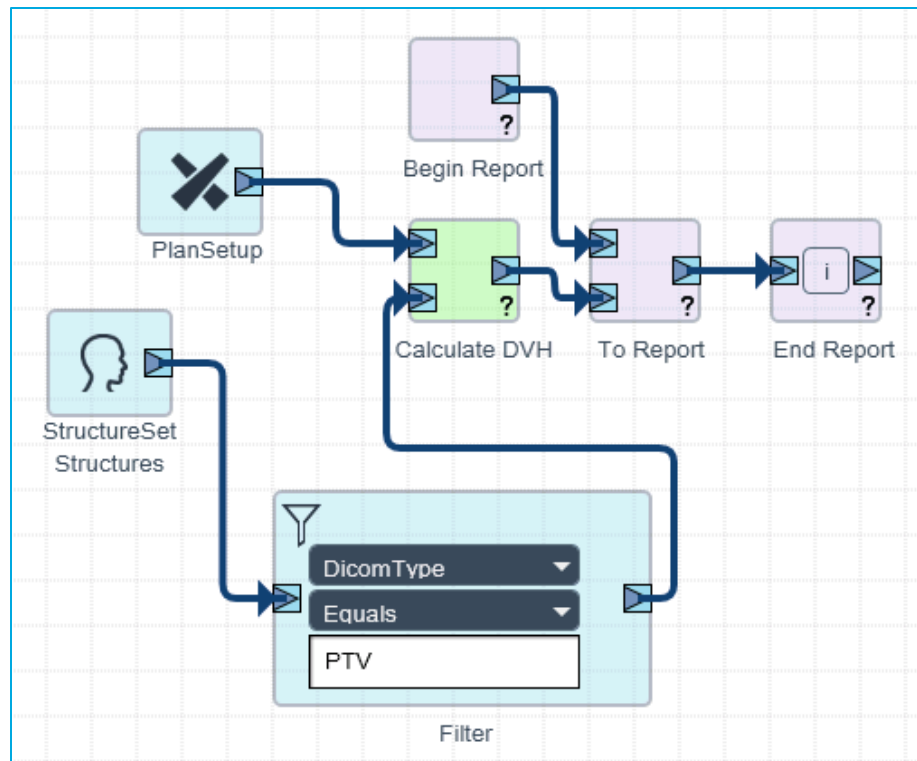 ?
Begin Report
PlanSetup
?
Calculate DVH
?
To Report
i
?
End Report
StructureSet
Structures
DicomType
Equals
PTV
Filter